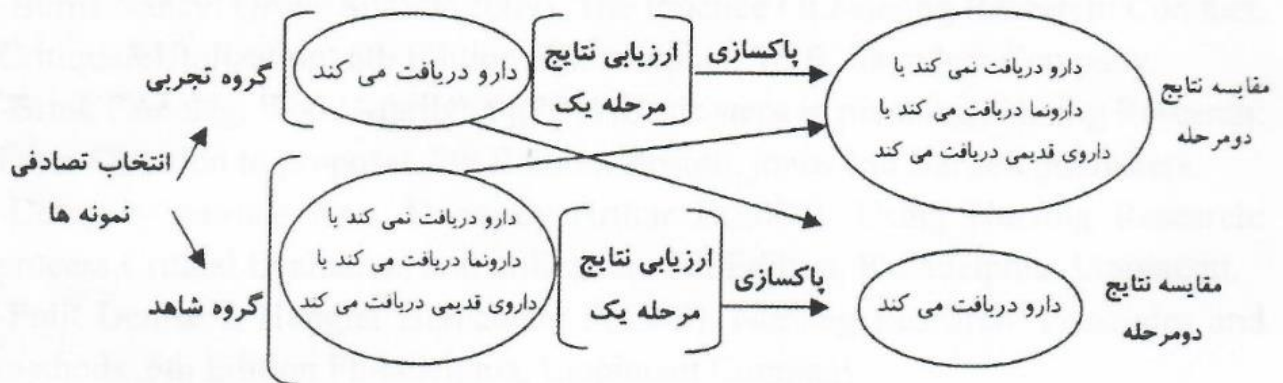 انتخاب تصادفی
نمونه ها
گروه تجربی
دارو دریافت می کند
ارزیابی نتایج
مرحله یک
پاکسازی
دارو دریافت نمی کند یا
دارونما دریافت می کند یا
داروی قدیمی دریافت می کند
مقایسه نتایج
دومرحله
گروه شاهد
دارو دریافت نمی کند یا
دارونما دریافت می کند یا
داروی قدیمی دریافت می کند
ارزیابی نتایج
مرحله یک
پاکسازی
دارو دریافت می کند
مقایسه نتایج
دومرحله